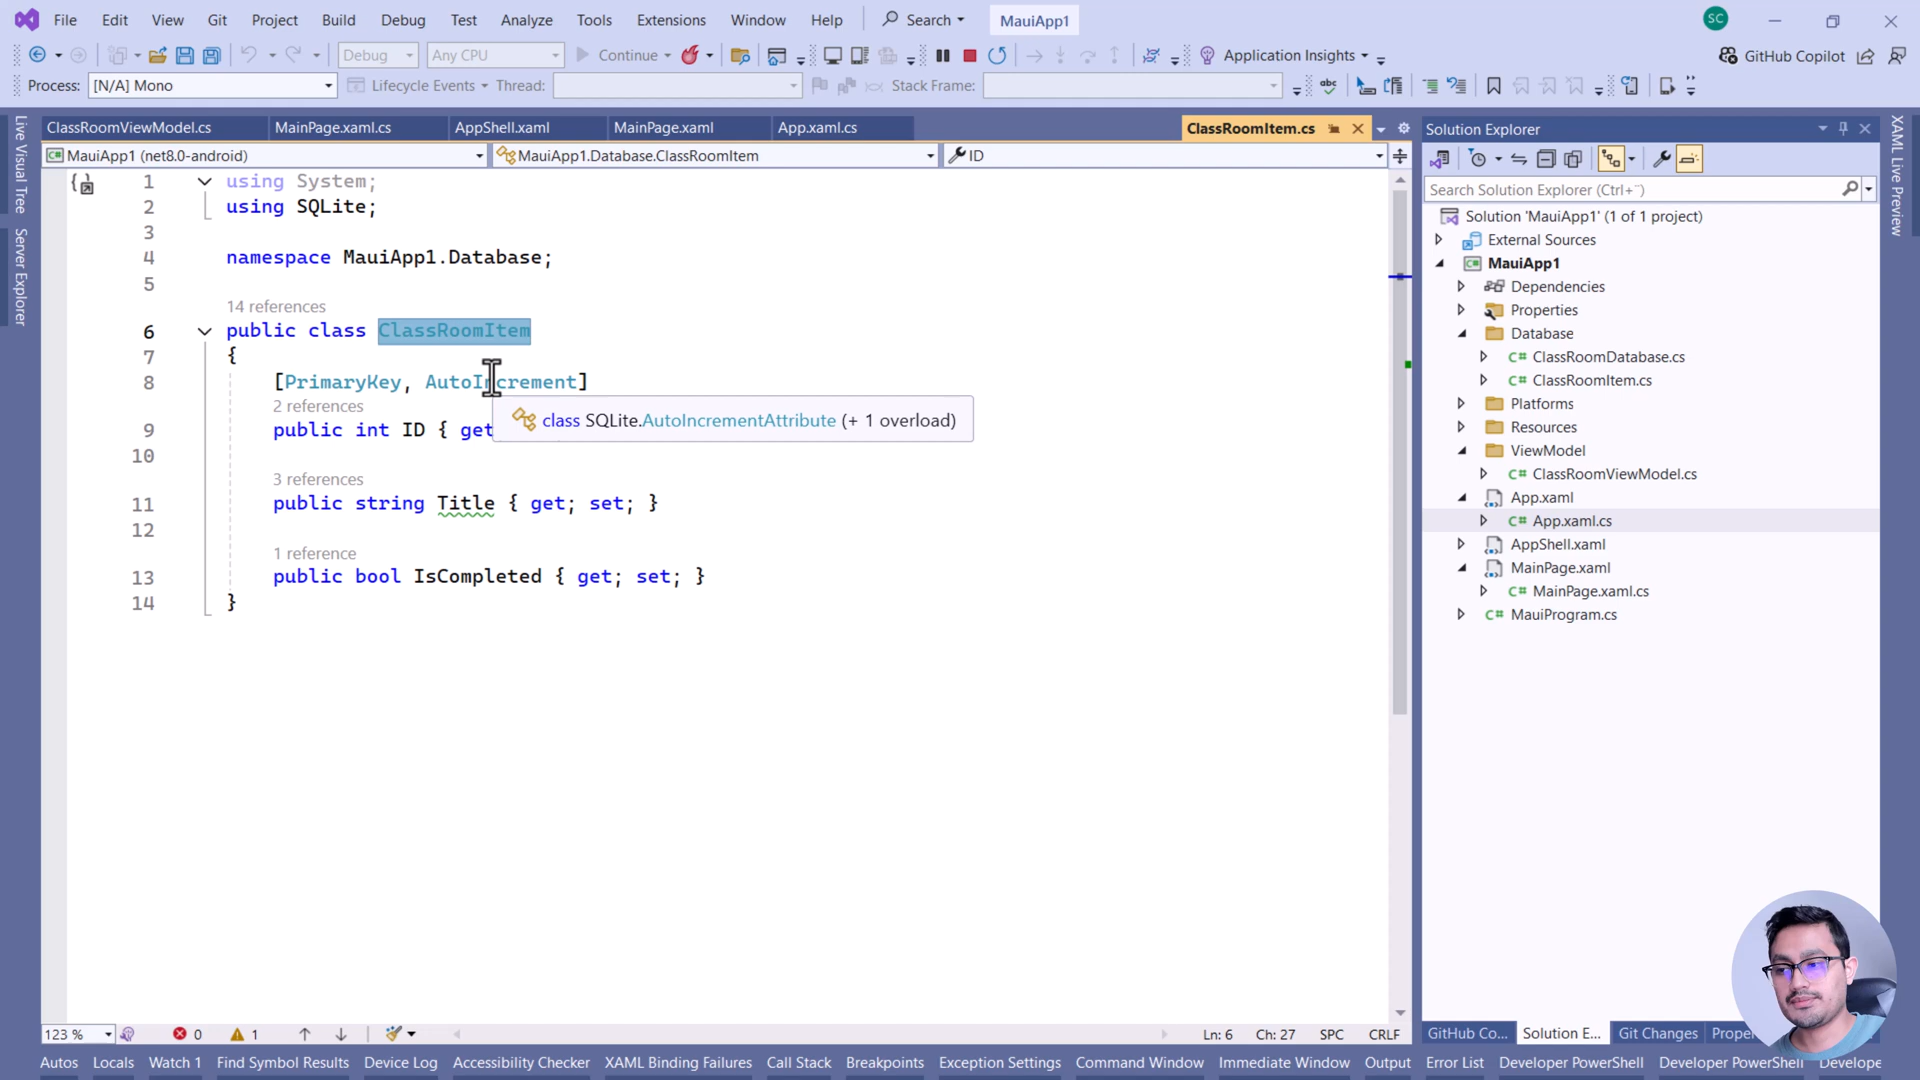 File Edit View Git Project Build Debug Test Analyze Tools Extensions Window Help Search MauiApp1 SC
Debug Any CPU Continue Application Insights GitHub Copilot
Process: [N/A] Mono Lifecycle Events Thread: Stack Frame:
Live Visual Tree
Server Explorer
ClassRoomViewModel.cs MainPage.xaml.cs AppShell.xaml MainPage.xaml App.xaml.cs ClassRoomItem.cs
MauiApp1 (net8.0-android) MauiApp1.Database.ClassRoomItem ID
1 using System;
2 using SQLite;
3
4 namespace MauiApp1.Database;
5
14 references
6 public class ClassRoomItem
7 {
8 [PrimaryKey, AutoIncrement]
2 references
class SQLite.AutoIncrementAttribute (+ 1 overload)
9 public int ID { get
10
3 references
11 public string Title { get; set; }
12
1 reference
13 public bool IsCompleted { get; set; }
14 }
Solution Explorer
Search Solution Explorer (Ctrl+¨)
Solution 'MauiApp1' (1 of 1 project)
External Sources
MauiApp1
Dependencies
Properties
Database
C# ClassRoomDatabase.cs
C# ClassRoomItem.cs
Platforms
Resources
ViewModel
C# ClassRoomViewModel.cs
App.xaml
C# App.xaml.cs
AppShell.xaml
MainPage.xaml
C# MainPage.xaml.cs
C# MauiProgram.cs
XAML Live Preview
123 % 0 1 Ln: 6 Ch: 27 SPC CRLF
GitHub Co... Solution E... Git Changes Proper
Autos Locals Watch 1 Find Symbol Results Device Log Accessibility Checker XAML Binding Failures Call Stack Breakpoints Exception Settings Command Window Immediate Window Output Error List Developer PowerShell Developer PowerShell Develope